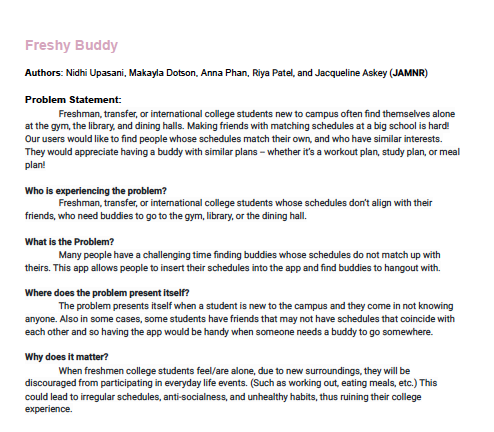 Freshy Buddy
Authors: Nidhi Upasani, Makayla Dotson, Anna Phan, Riya Patel, and Jacqueline Askey (JAMNR)
Problem Statement:
Freshman, transfer, or international college students new to campus often find themselves alone
at the gym, the library, and dining halls. Making friends with matching schedules at a big school is hard!
Our users would like to find people whose schedules match their own, and who have similar interests.
They would appreciate having a buddy with similar plans – whether it's a workout plan, study plan, or meal
plan!
Who is experiencing the problem?
Freshman, transfer, or international college students whose schedules don't align with their
friends, who need buddies to go to the gym, library, or the dining hall.
What is the Problem?
Many people have a challenging time finding buddies whose schedules do not match up with
theirs. This app allows people to insert their schedules into the app and find buddies to hangout with.
Where does the problem present itself?
The problem presents itself when a student is new to the campus and they come in not knowing
anyone. Also in some cases, some students have friends that may not have schedules that coincide with
each other and so having the app would be handy when someone needs a buddy to go somewhere.
Why does it matter?
When freshmen college students feel/are alone, due to new surroundings, they will be
discouraged from participating in everyday life events. (Such as working out, eating meals, etc.) This
could lead to irregular schedules, anti-socialness, and unhealthy habits, thus ruining their college
experience.